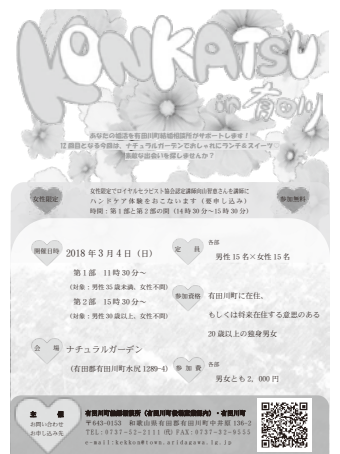 KONKATSU
in 有田川
あなたの婚活を有田川町結婚相談所がサポートします！
12回目となる今回は、ナチュラルガーデンでおしゃれにランチ&スイーツ
素敵な出会いを探しませんか？
女性限定
女性限定でロイヤルセラピスト協会認定講師向山智恵さんを講師に
ハンドケア体験をおこないます（要申し込み）
時間：第1部と第2部の間（14時30分～15時30分）
参加無料
開催日時
2018年3月4日（日）
第1部 11時30分～
（対象：男性35歳未満、女性不問）
第2部 15時30分～
（対象：男性30歳以上、女性不問）
会 場
ナチュラルガーデン
（有田郡有田川町水尻1289-4）
定 員
各部
男性15名×女性15名
参加資格
有田川町に在住、
もしくは将来在住する意思のある
20歳以上の独身男女
参 加 費
各部
男女とも2,000円
主 催
お問い合わせ
お申し込み先
有田川町結婚相談所（有田川町役場商工課内）・有田川町
〒643-0153 和歌山県有田郡有田川町中井原136-2
TEL:0737-52-2111(代) FAX:0737-32-9555
e-mail:kekkon@town.aridagawa.lg.jp